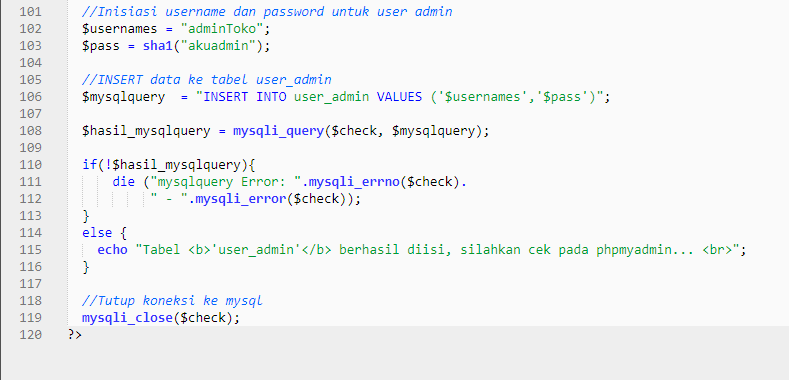 101 //Inisiasi username dan password untuk user admin
102 $usernames = "adminToko";
103 $pass = sha1("akuadmin");
104
105 //INSERT data ke tabel user_admin
106 $mysqlquery  = "INSERT INTO user_admin VALUES ('$usernames','$pass')";
107
108 $hasil_mysqlquery = mysqli_query($check, $mysqlquery);
109
110 if(!$hasil_mysqlquery){
111 die ("mysqlquery Error: ".mysqli_errno($check).
112 " - ".mysqli_error($check));
113 }
114 else {
115 echo "Tabel <b>'user_admin'</b> berhasil diisi, silahkan cek pada phpmyadmin... <br>";
116 }
117
118 //Tutup koneksi ke mysql
119 mysqli_close($check);
120 ?>